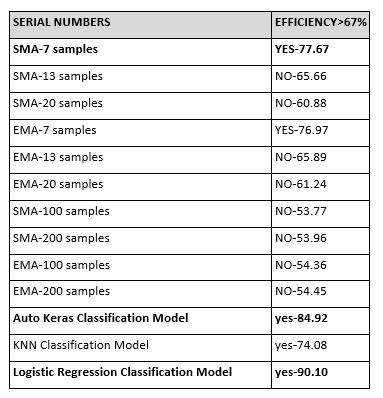 SERIAL NUMBERS EFFICIENCY>67%
SMA-7 samples YES-77.67
SMA-13 samples NO-65.66
SMA-20 samples NO-60.88
EMA-7 samples YES-76.97
EMA-13 samples NO-65.89
EMA-20 samples NO-61.24
SMA-100 samples NO-53.77
SMA-200 samples NO-53.96
EMA-100 samples NO-54.36
EMA-200 samples NO-54.45
Auto Keras Classification Model yes-84.92
KNN Classification Model yes-74.08
Logistic Regression Classification Model yes-90.10